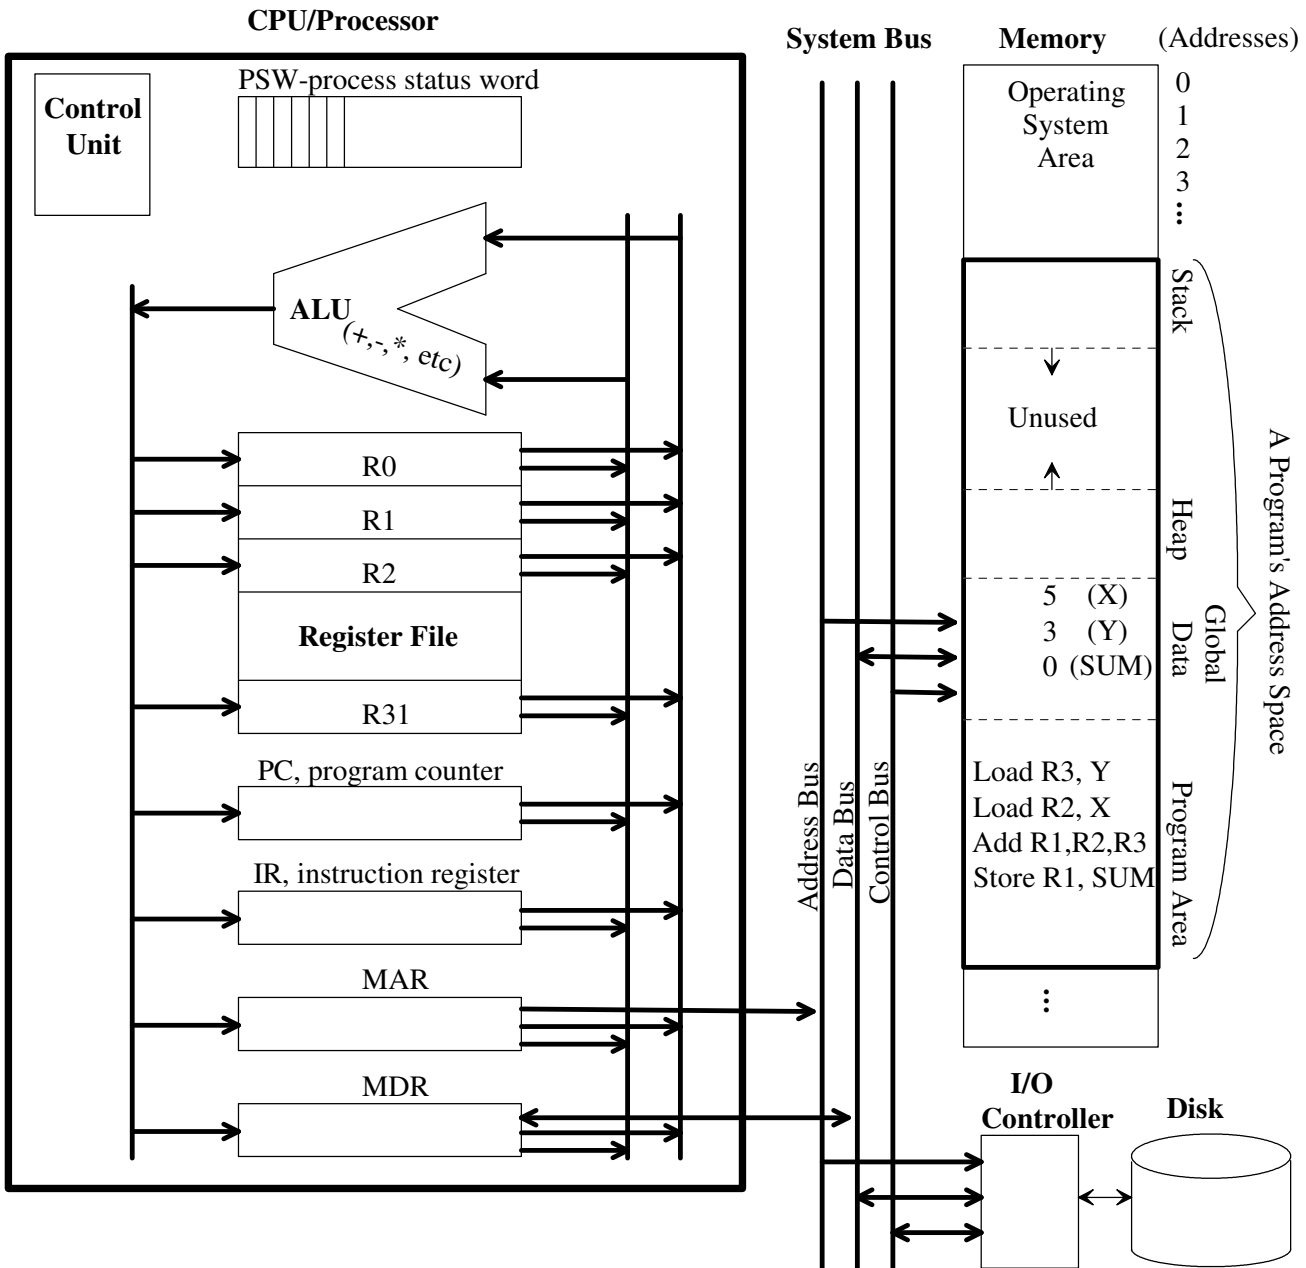 CPU/Processor
System Bus
Memory
(Addresses)
Control
Unit
PSW-process status word
Operating
System
Area
0
1
2
3
...
ALU
(+,-,*, etc)
Stack
Unused
Heap
R0
R1
R2
Register File
R31
5 (X)
3 (Y)
0 (SUM)
Global
Data
A Program's Address Space
PC, program counter
IR, instruction register
MAR
MDR
Address Bus
Data Bus
Control Bus
Load R3, Y
Load R2, X
Add R1,R2,R3
Store R1, SUM
Program Area
...
I/O
Controller
Disk